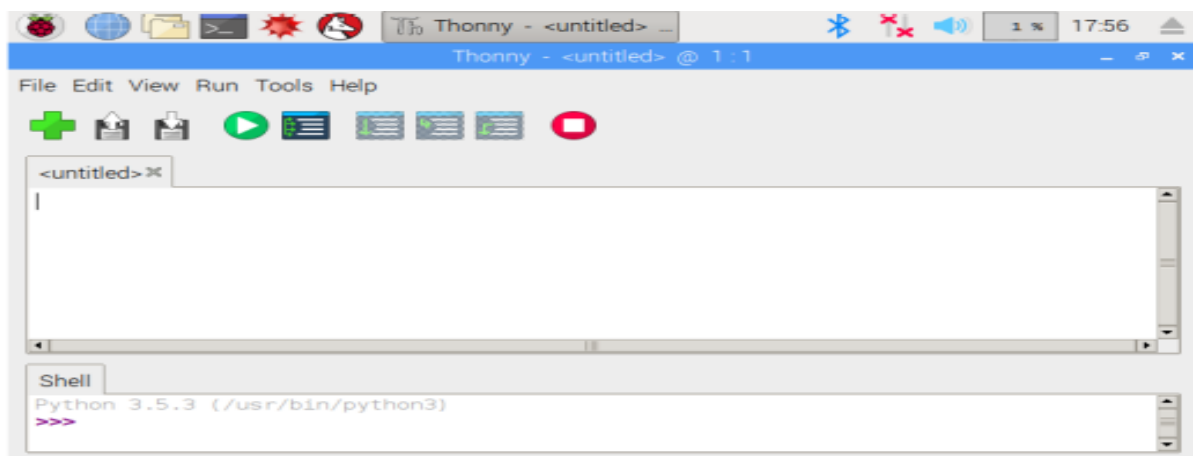 Thonny - <untitled> ... 1 % 17:56
Thonny - <untitled> @ 1 : 1
File Edit View Run Tools Help
<untitled>
Shell
Python 3.5.3 (/usr/bin/python3)
>>>